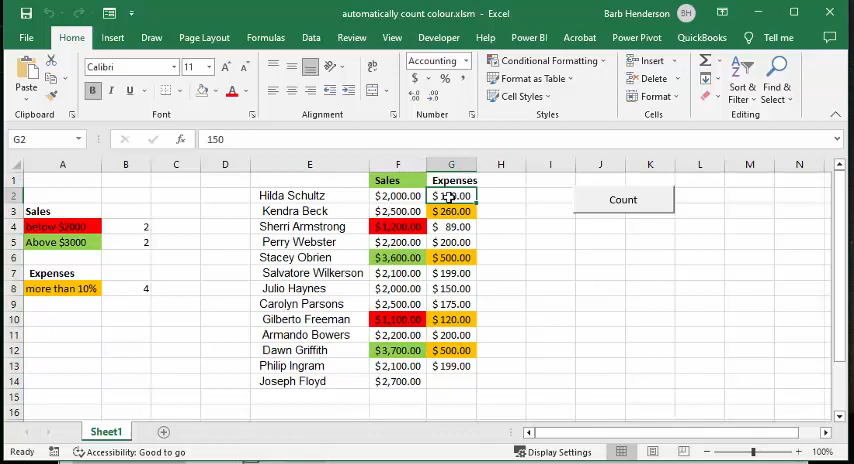 automatically count colour.xlsm - Excel
Barb Henderson BH
File Home Insert Draw Page Layout Formulas Data Review View Developer Help Power BI Acrobat Power Pivot QuickBooks Tell me
Paste Calibri 11 A A ab Accounting Conditional Formatting Insert Σ Sort & Filter Find & Select
B I U A $ % , Format as Table Delete
Cell Styles Format
Clipboard Font Alignment Number Styles Cells Editing
G2 fx 150
A B C D E F G H I J K L M N
1 Sales Expenses
2 Hilda Schultz $2,000.00 Count
3 Sales Kendra Beck $2,500.00 $ 260.00
4 below $2000 2 Sherri Armstrong $1,200.00 $ 89.00
5 Above $3000 2 Perry Webster $2,200.00 $ 200.00
6 Stacey Obrien $3,600.00 $ 500.00
7 Expenses Salvatore Wilkerson $2,100.00 $ 199.00
8 more than 10% 4 Julio Haynes $2,000.00 $ 150.00
9 Carolyn Parsons $2,500.00 $ 175.00
10 Gilberto Freeman $1,100.00 $ 120.00
11 Armando Bowers $2,200.00 $ 200.00
12 Dawn Griffith $3,700.00 $ 500.00
13 Philip Ingram $2,100.00 $ 199.00
14 Joseph Floyd $2,700.00
15
16
Sheet1
Ready Accessibility: Good to go Display Settings 100%